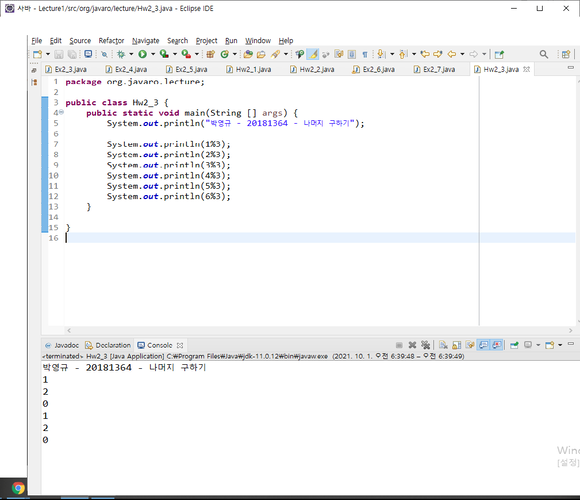 자바 - Lecture1/src/org/javaro/lecture/Hw2_3.java - Eclipse IDE
File Edit Source Refactor Navigate Search Project Run Window Help
Ex2_3.java Ex2_4.java Ex2_5.java Hw2_1.java Hw2_2.java Ex2_6.java Ex2_7.java Hw2_3.java
1 package org.javaro.lecture;
2
3 public class Hw2_3 {
4 public static void main(String [] args) {
5 System.out.println("박영규 - 20181364 - 나머지 구하기");
6
7 System.out.println(1%3);
8 System.out.println(2%3);
9 System.out.println(3%3);
10 System.out.println(4%3);
11 System.out.println(5%3);
12 System.out.println(6%3);
13 }
14
15 }
16
Javadoc Declaration Console
<terminated> Hw2_3 [Java Application] C:₩Program Files₩Java₩jdk-11.0.12₩bin₩javaw.exe (2021. 10. 1. 오전 6:39:48 – 오전 6:39:49)
박영규 - 20181364 - 나머지 구하기
1
2
0
1
2
0
Wind
[설정]